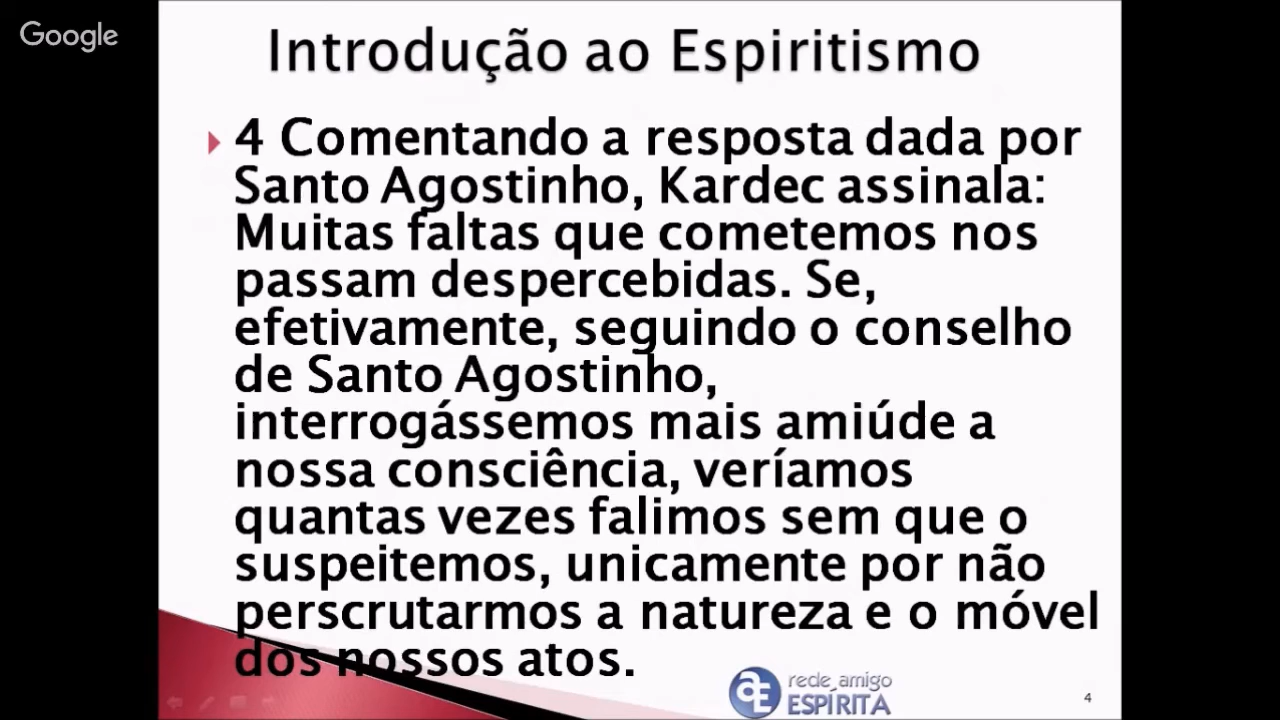 Google
Introdução ao Espiritismo
4 Comentando a resposta dada por
Santo Agostinho, Kardec assinala:
Muitas faltas que cometemos nos
passam despercebidas. Se,
efetivamente, seguindo o conselho
de Santo Agostinho,
interrogássemos mais amiúde a
nossa consciência, veríamos
quantas vezes falimos sem que o
suspeitemos, unicamente por não
perscrutarmos a natureza e o móvel
dos nossos atos.
rede amigo
ESPÍRITA
4